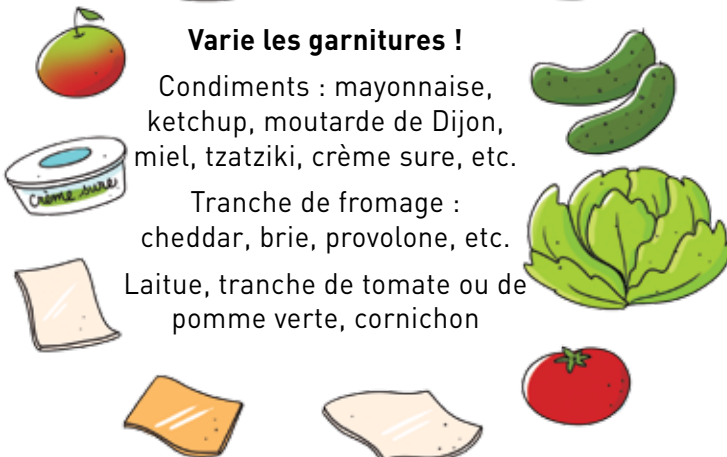 Varie les garnitures !
Condiments : mayonnaise,
ketchup, moutarde de Dijon,
miel, tzatziki, crème sure, etc.
Crème sure
Tranche de fromage :
cheddar, brie, provolone, etc.
Laitue, tranche de tomate ou de
pomme verte, cornichon